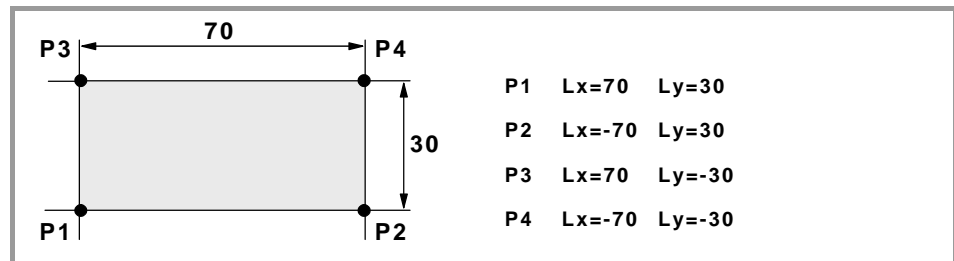 70
P3 P4
30
P1 P2
P1 Lx=70 Ly=30
P2 Lx=-70 Ly=30
P3 Lx=70 Ly=-30
P4 Lx=-70 Ly=-30